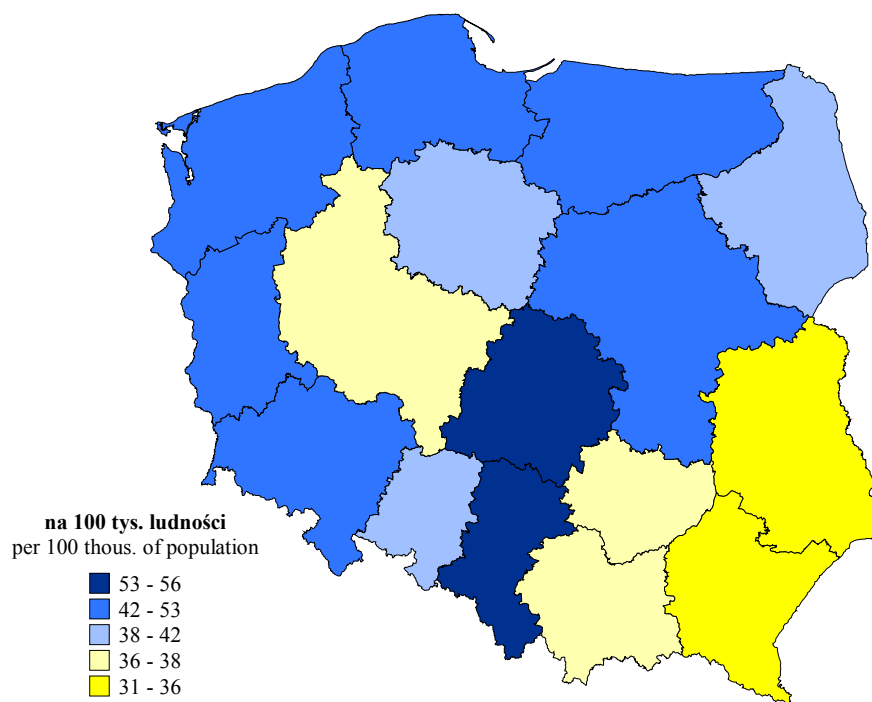 na 100 tys. ludności
per 100 thous. of population
53 - 56
42 - 53
38 - 42
36 - 38
31 - 36